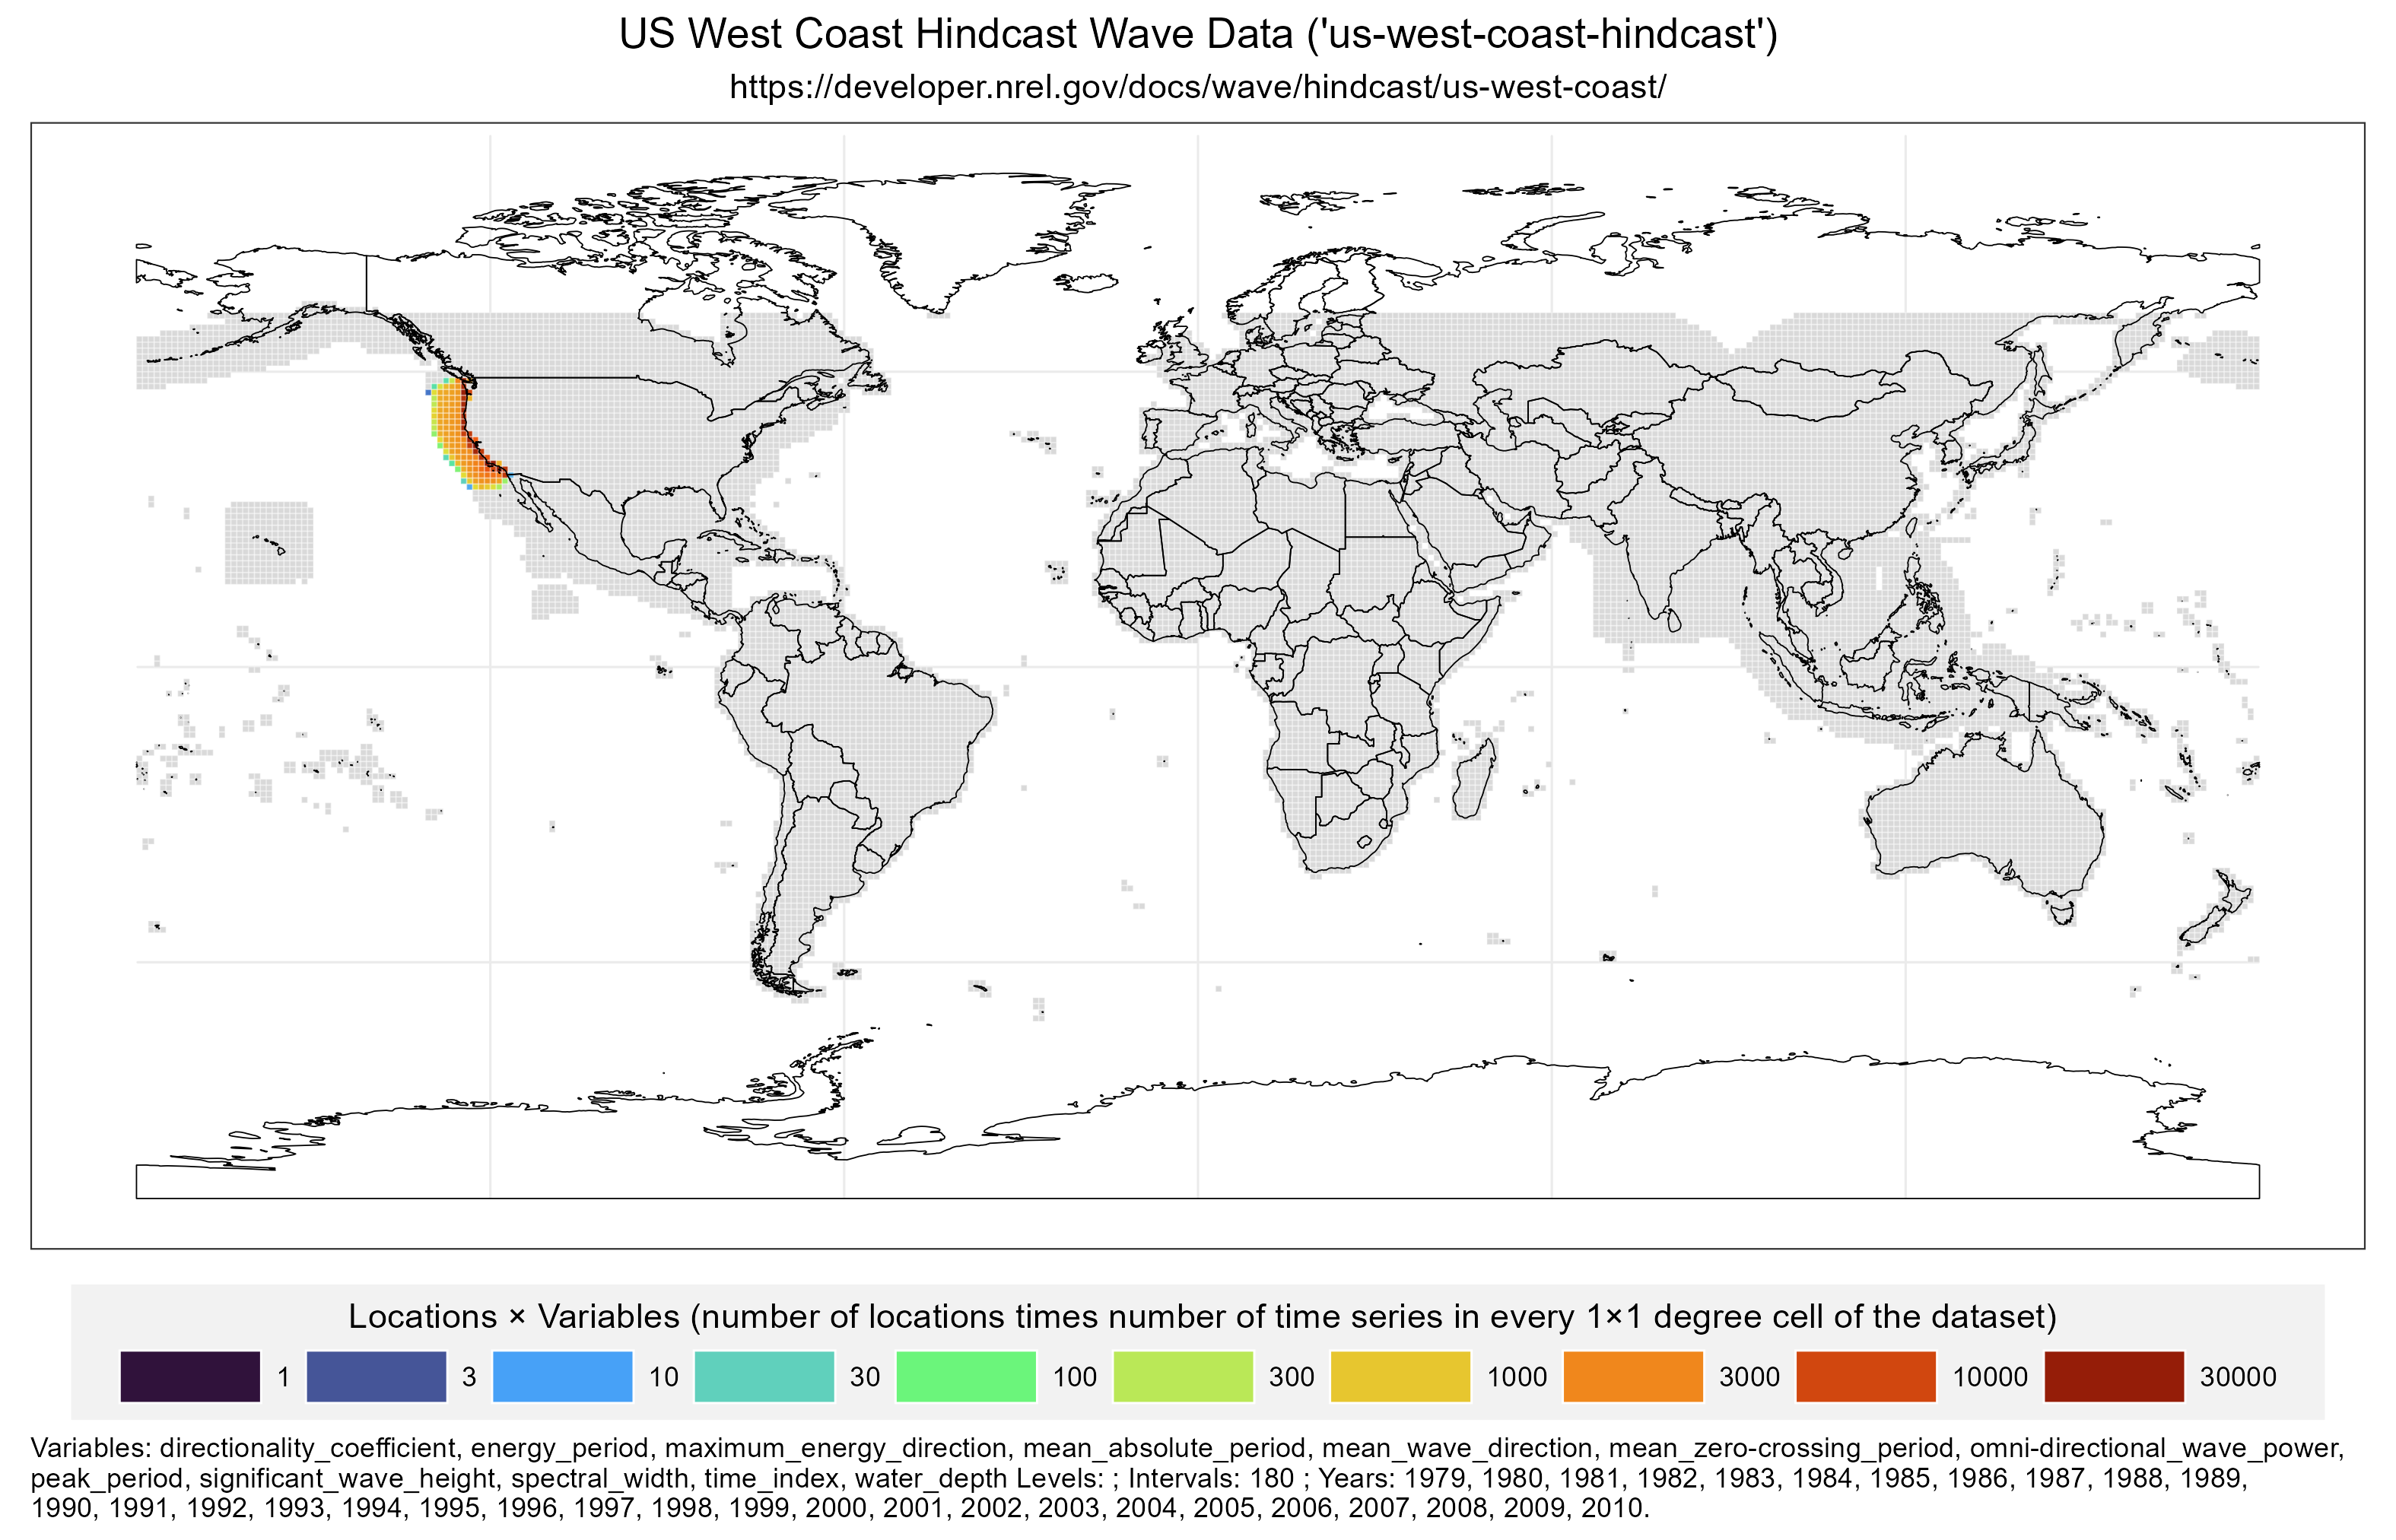 US West Coast Hindcast Wave Data ('us-west-coast-hindcast')
https://developer.nrel.gov/docs/wave/hindcast/us-west-coast/
Locations × Variables (number of locations times number of time series in every 1×1 degree cell of the dataset)
1 3 10 30 100 300 1000 3000 10000 30000
Variables: directionality_coefficient, energy_period, maximum_energy_direction, mean_absolute_period, mean_wave_direction, mean_zero-crossing_period, omni-directional_wave_power,
peak_period, significant_wave_height, spectral_width, time_index, water_depth Levels: ; Intervals: 180 ; Years: 1979, 1980, 1981, 1982, 1983, 1984, 1985, 1986, 1987, 1988, 1989,
1990, 1991, 1992, 1993, 1994, 1995, 1996, 1997, 1998, 1999, 2000, 2001, 2002, 2003, 2004, 2005, 2006, 2007, 2008, 2009, 2010.